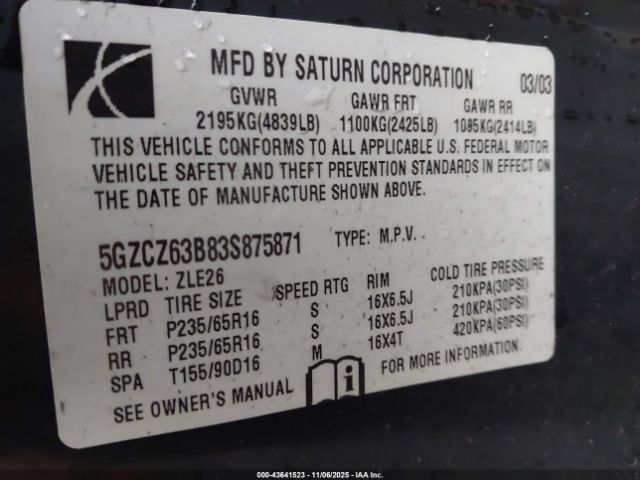 MFD BY SATURN CORPORATION 03/03
GVWR GAWR FRT GAWR RR
2195KG(4839LB) 1100KG(2425LB) 1095KG(2414LB)
THIS VEHICLE CONFORMS TO ALL APPLICABLE U.S. FEDERAL MOTOR
VEHICLE SAFETY AND THEFT PREVENTION STANDARDS IN EFFECT ON
THE DATE OF MANUFACTURE SHOWN ABOVE.
5GZCZ63B83S875871 TYPE: M.P.V.
MODEL: ZLE26
LPRD TIRE SIZE SPEED RTG RIM COLD TIRE PRESSURE
FRT P235/65R16 S 16X6.5J 210KPA(30PSI)
RR P235/65R16 S 16X6.5J 210KPA(30PSI)
SPA T155/90D16 M 16X4T 420KPA(60PSI)
SEE OWNER'S MANUAL FOR MORE INFORMATION.
000-43641523 11/06/2025 IAAI.com